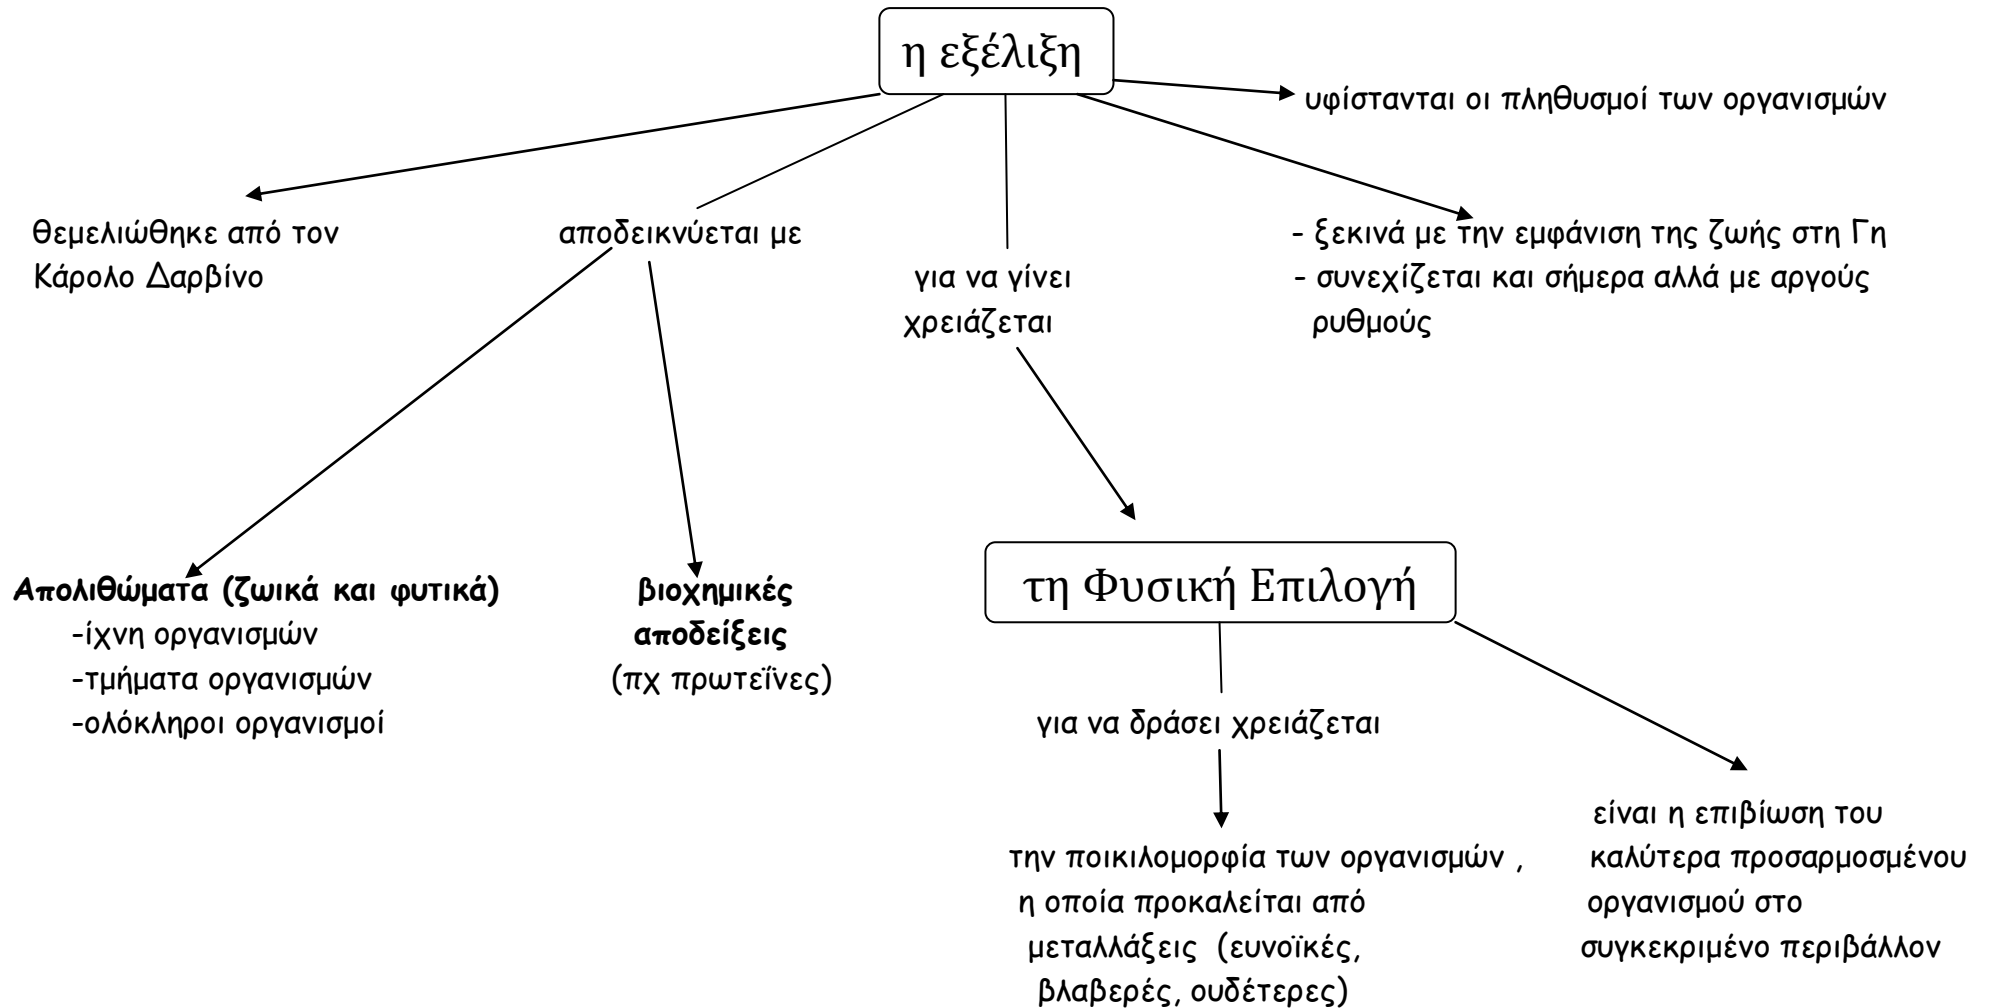 η εξέλιξη
υφίστανται οι πληθυσμοί των οργανισμών
θεμελιώθηκε από τον
Κάρολο Δαρβίνο
αποδεικνύεται με
για να γίνει
χρειάζεται
- ξεκινά με την εμφάνιση της ζωής στη Γη
- συνεχίζεται και σήμερα αλλά με αργούς
ρυθμούς
Απολιθώματα (ζωικά και φυτικά)
-ίχνη οργανισμών
-τμήματα οργανισμών
-ολόκληροι οργανισμοί
βιοχημικές
αποδείξεις
(πχ πρωτεΐνες)
τη Φυσική Επιλογή
για να δράσει χρειάζεται
την ποικιλομορφία των οργανισμών ,
η οποία προκαλείται από
μεταλλάξεις (ευνοϊκές,
βλαβερές, ουδέτερες)
είναι η επιβίωση του
καλύτερα προσαρμοσμένου
οργανισμού στο
συγκεκριμένο περιβάλλον